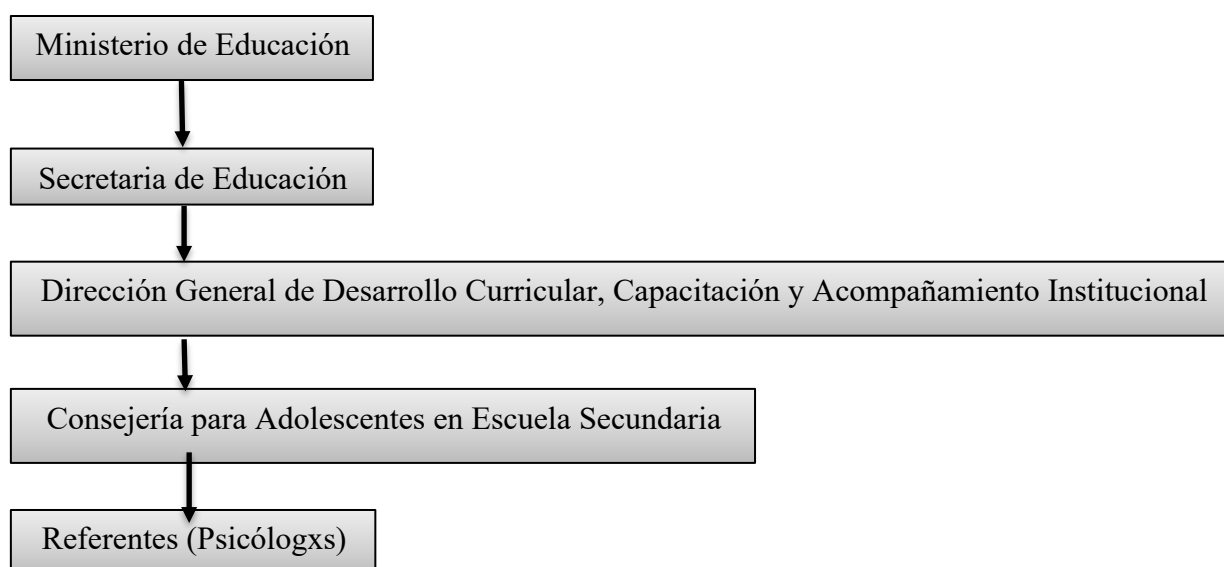 Ministerio de Educación
Secretaria de Educación
Dirección General de Desarrollo Curricular, Capacitación y Acompañamiento Institucional
Consejería para Adolescentes en Escuela Secundaria
Referentes (Psicólogxs)